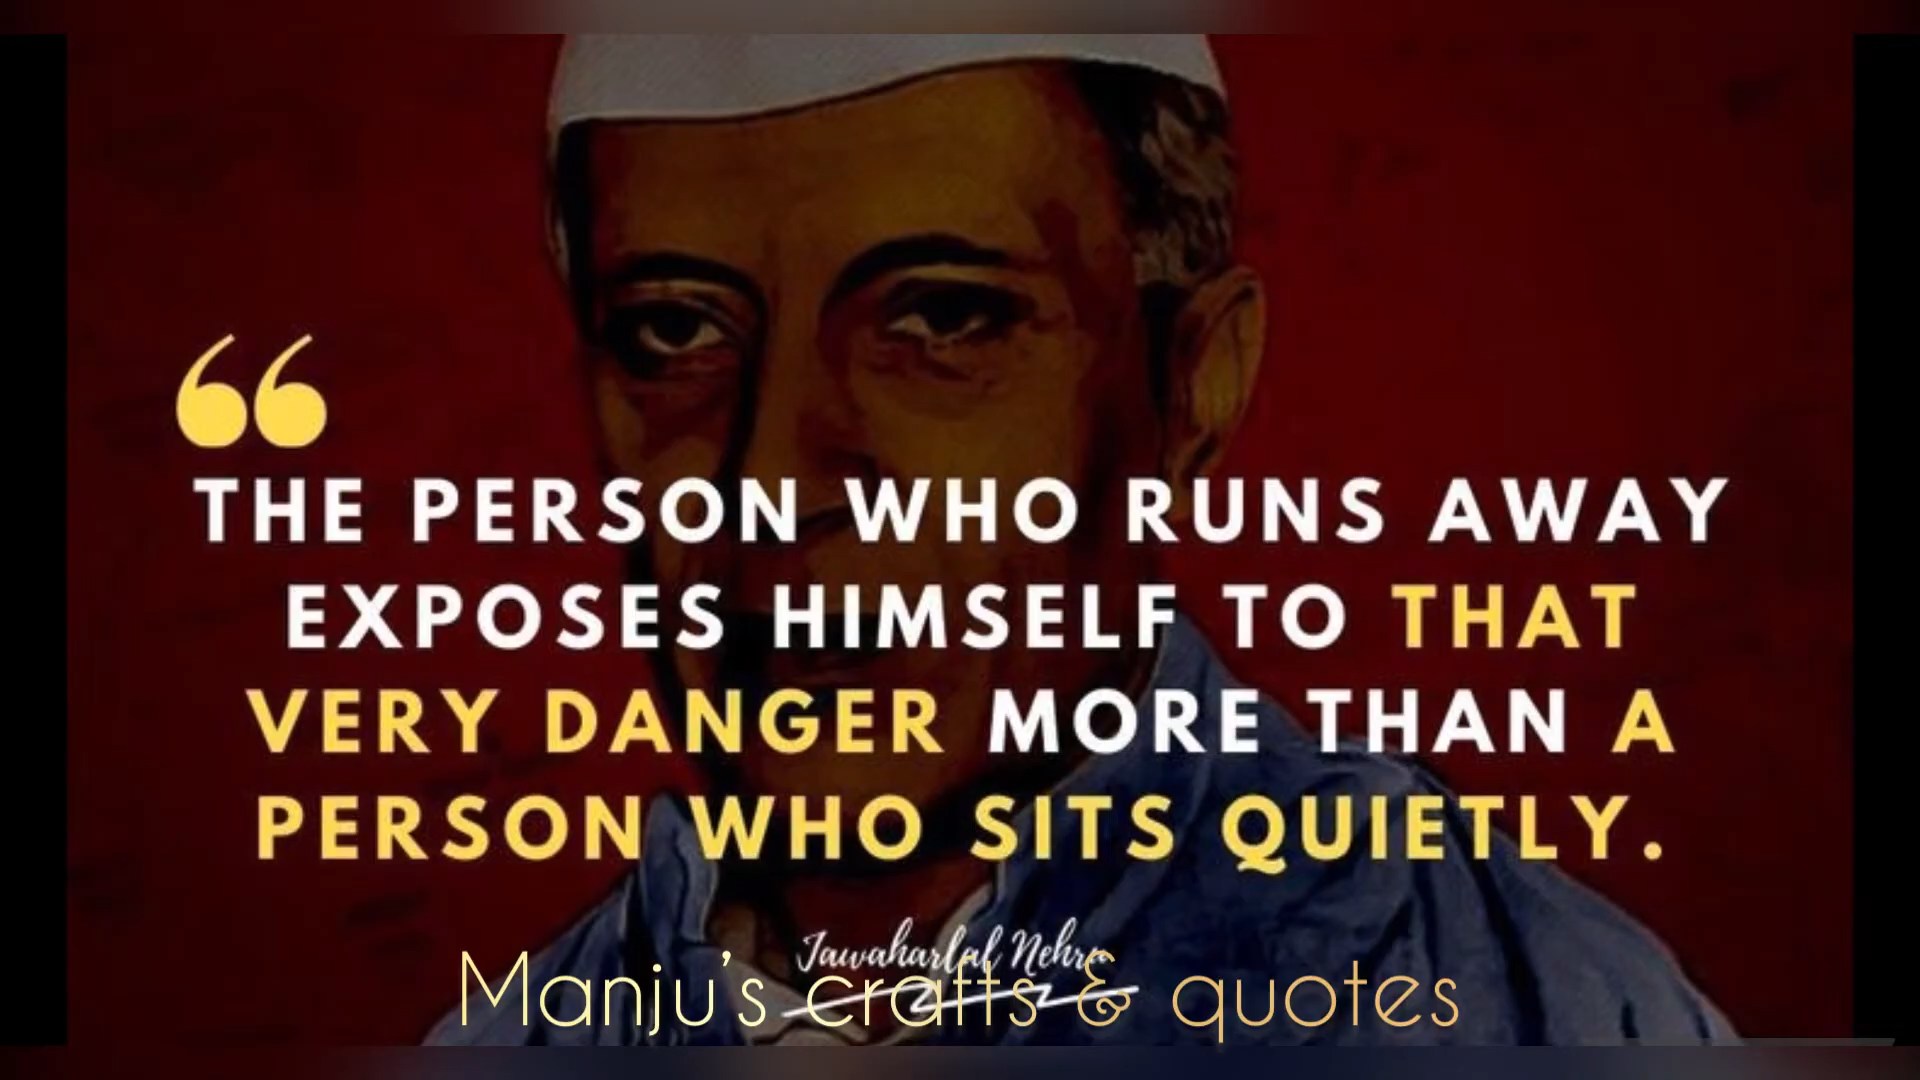 “
THE PERSON WHO RUNS AWAY
EXPOSES HIMSELF TO THAT
VERY DANGER MORE THAN A
PERSON WHO SITS QUIETLY.
Jawaharlal Nehru
Manju's crafts & quotes